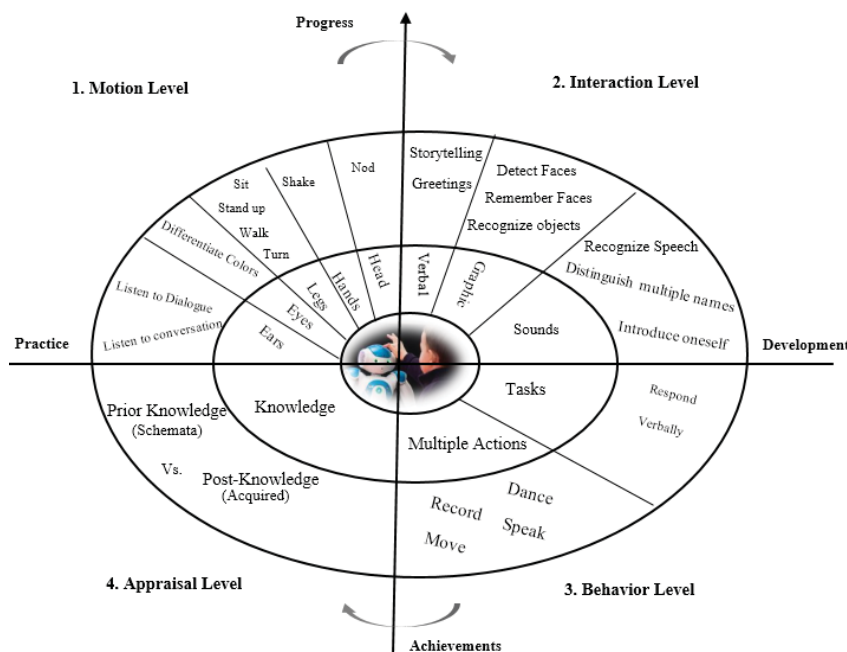 Progress
1. Motion Level
2. Interaction Level
Sit
Stand up
Walk
Turn
Shake
Nod
Storytelling
Greetings
Detect Faces
Remember Faces
Recognize objects
Differentiate Colors
Listen to Dialogue
Listen to conversation
Recognize Speech
Distinguish multiple names
Introduce oneself
Ears
Eyes
Legs
Hands
Head
Verbal
Graphic
Sounds
Practice
Development
Knowledge
Tasks
Multiple Actions
Prior Knowledge
(Schemata)
Vs.
Post-Knowledge
(Acquired)
Respond
Verbally
Record
Dance
Move
Speak
4. Appraisal Level
3. Behavior Level
Achievements